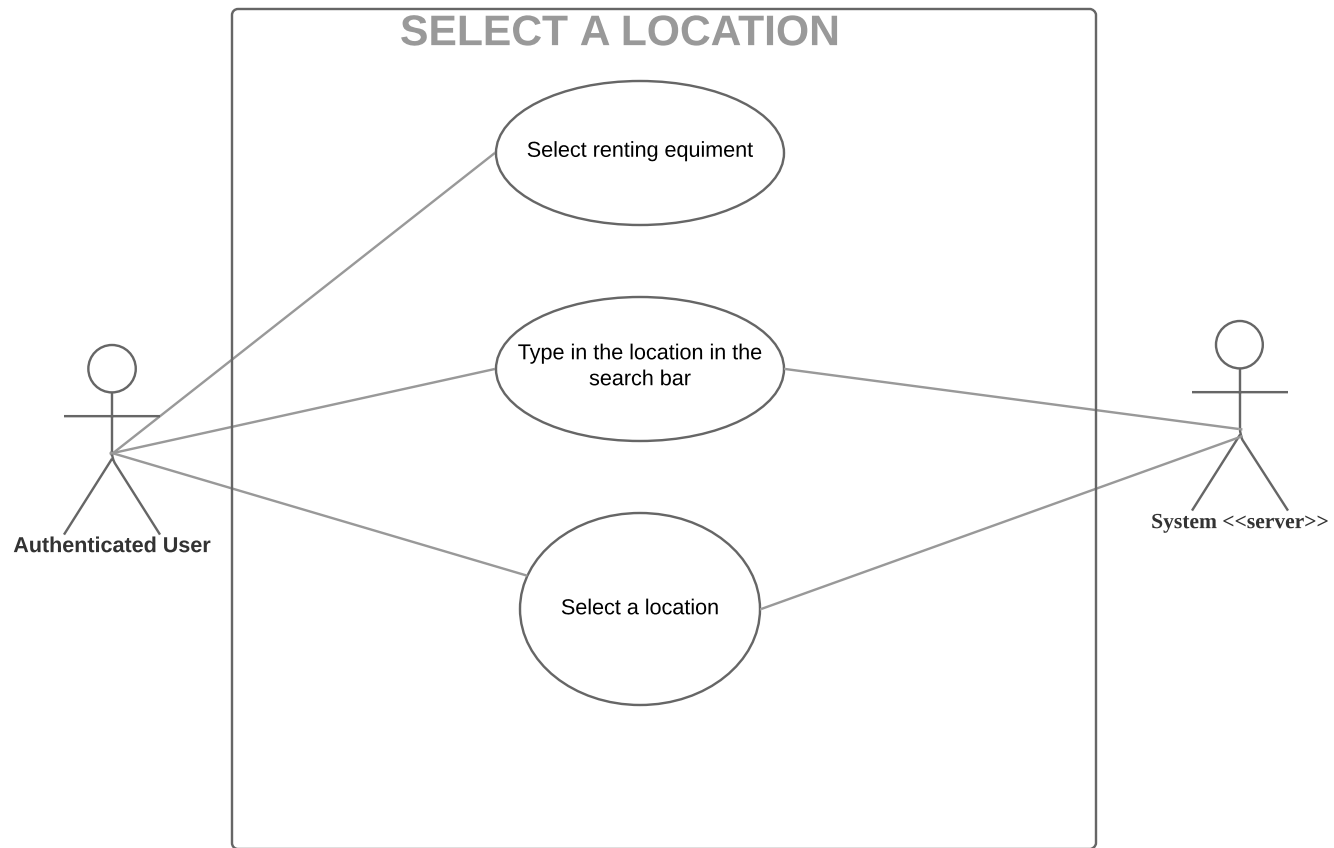 SELECT A LOCATION
Select renting equiment
Type in the location in the
search bar
Authenticated User
System <<server>>
Select a location